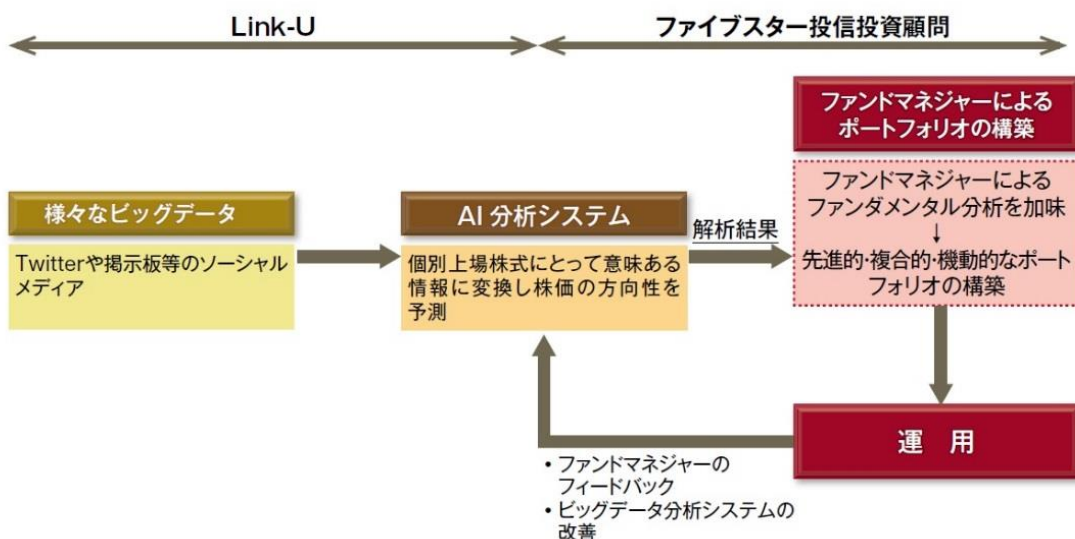 Link-U
ファイブスター投信投資顧問
ファンドマネジャーによる
ポートフォリオの構築
様々なビッグデータ
Twitterや掲示板等のソーシャル
メディア
AI 分析システム
個別上場株式にとって意味ある
情報に変換し株価の方向性を
予測
解析結果
ファンドマネジャーによる
ファンダメンタル分析を加味
↓
先進的･複合的･機動的なポート
フォリオの構築
運　用
• ファンドマネジャーの
フィードバック
• ビッグデータ分析システムの
改善